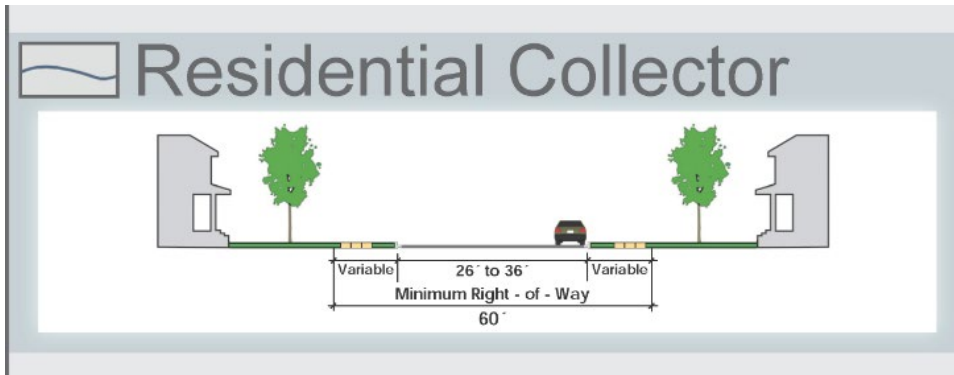 Residential Collector
Variable 26´ to 36´ Variable
Minimum Right - of - Way
60´